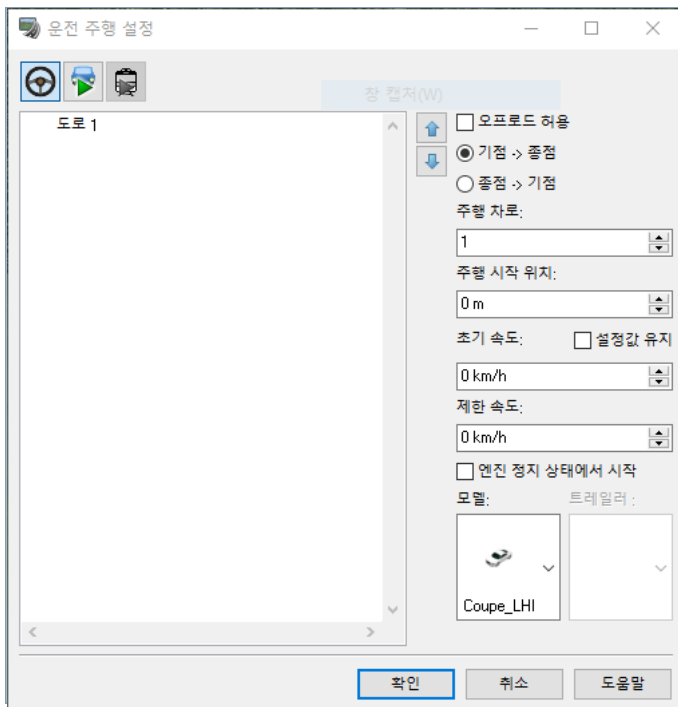 운전 주행 설정
창 캡처(W)
도로 1
오프로드 허용
기점 -> 종점
종점 -> 기점
주행 차로:
1
주행 시작 위치:
0 m
초기 속도:
설정값 유지
0 km/h
제한 속도:
0 km/h
엔진 정지 상태에서 시작
모델:
트레일러 :
Coupe_LHI
확인
취소
도움말